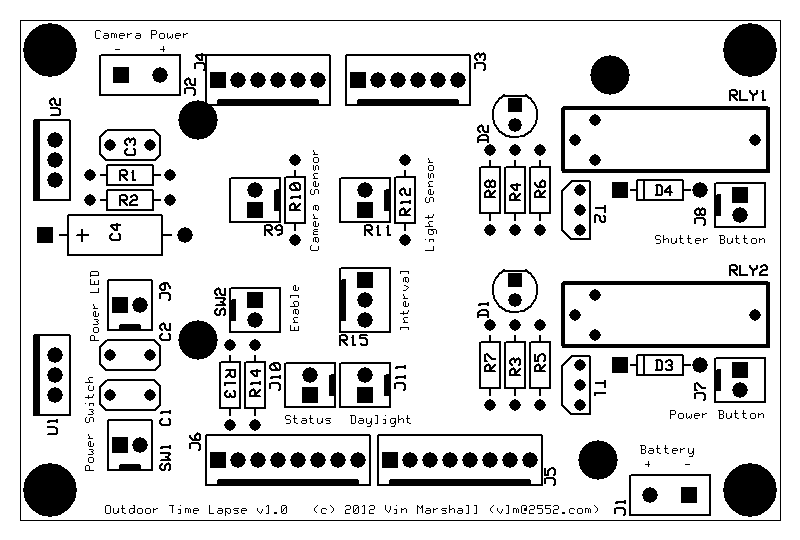 Camera Power
- +
J4
J2
J3
RLY1
U2
C3
D2
R1
R2
R10
Camera Sensor
R12
Light Sensor
R8
R4
R6
T2
D4
J8
C4
+
R9
R11
Shutter Button
RLY2
Power LED
J9
SW2
Enable
Interval
D1
C2
R15
R7
R3
R5
T1
D3
J7
R13
R14
J10
J11
U1
Power Switch
C1
Status
Daylight
Power Button
SW1
J6
J5
Battery
+ -
J1
Outdoor Time Lapse v1.0 (c) 2012 Vin Marshall (vlm@2552.com)